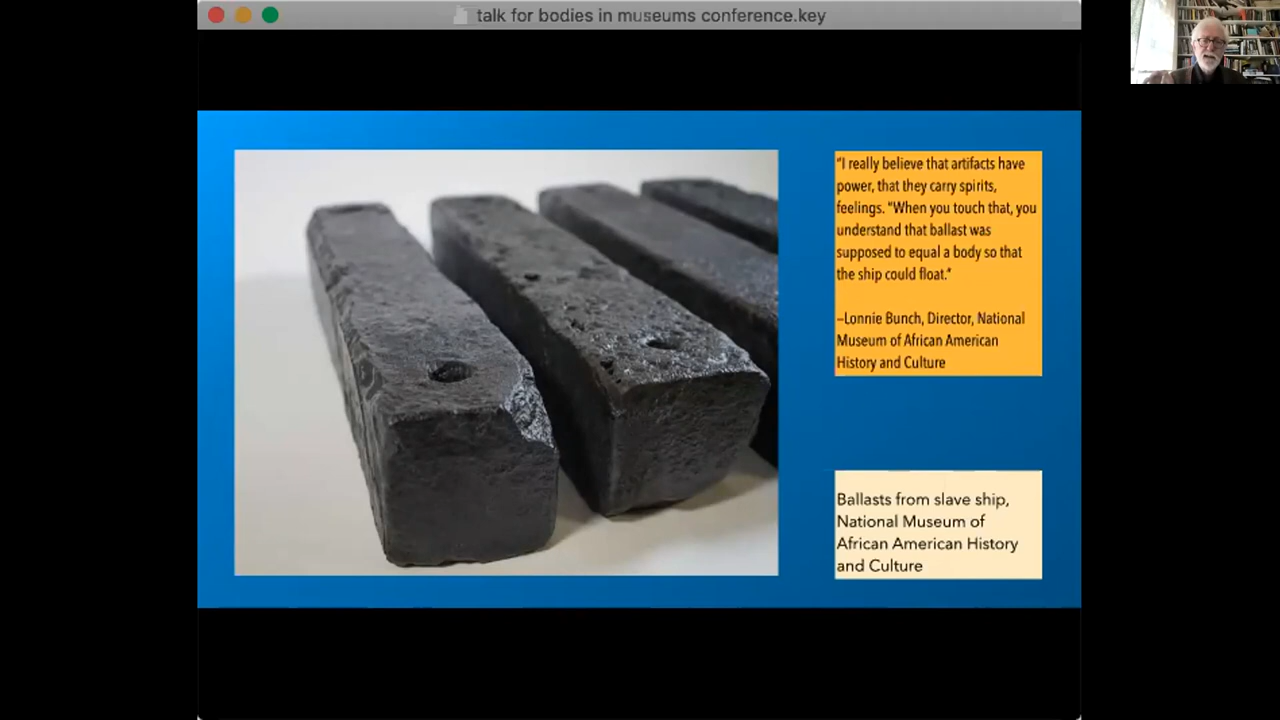 talk for bodies in museums conference.key
“I really believe that artifacts have
power, that they carry spirits,
feelings. “When you touch that, you
understand that ballast was
supposed to equal a body so that
the ship could float.”
–Lonnie Bunch, Director, National
Museum of African American
History and Culture
Ballasts from slave ship,
National Museum of
African American History
and Culture